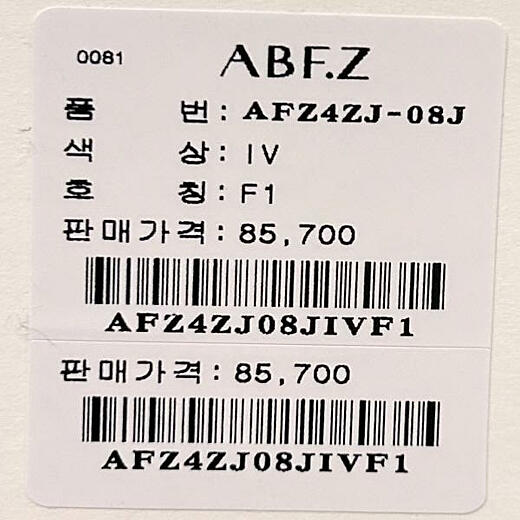 0081 ABF.Z
품 번 : AFZ4ZJ-08J
색 상 : IV
호 칭 : F1
판매가격 : 85,700
AFZ4ZJ08JIVF1
판매가격 : 85,700
AFZ4ZJ08JIVF1